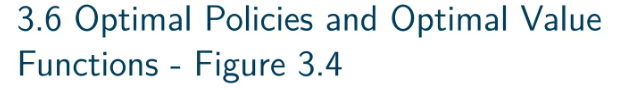 3.6 Optimal Policies and Optimal Value
Functions - Figure 3.4